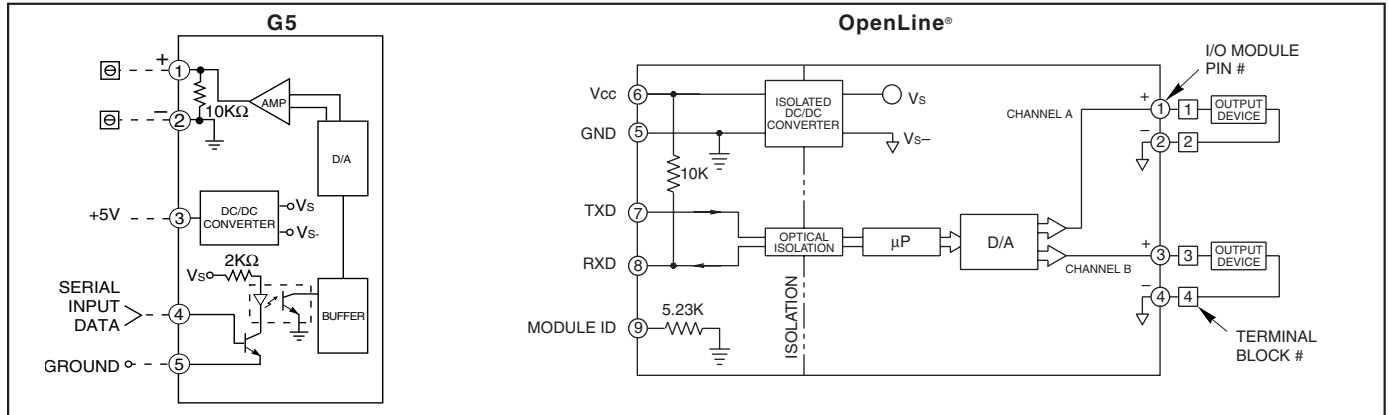 G5
+
1
10KΩ
AMP
–
2
D/A
+5V
3
DC/DC
CONVERTER
Vs
Vs-
2KΩ
Vs
SERIAL
INPUT
DATA
4
BUFFER
GROUND
5
OpenLine®
I/O MODULE
PIN #
Vcc
6
ISOLATED
DC/DC
CONVERTER
Vs
CHANNEL A
+
1
1
OUTPUT
DEVICE
GND
5
Vs–
–
2
2
10K
TXD
7
OPTICAL
ISOLATION
µP
D/A
RXD
8
CHANNEL B
+
3
3
OUTPUT
DEVICE
–
4
4
5.23K
MODULE ID
9
ISOLATION
TERMINAL
BLOCK #